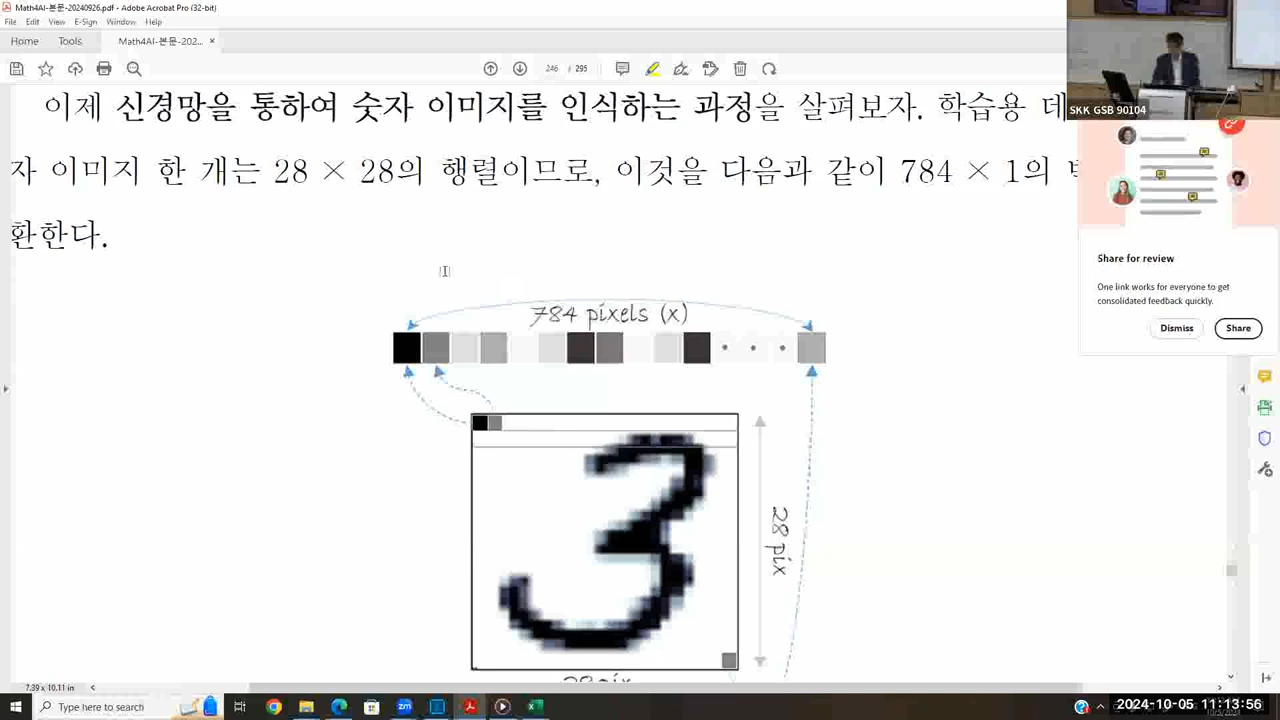 Math4AI-본문-20240926.pdf - Adobe Acrobat Pro (32-bit)
File Edit View E-Sign Window Help
Home Tools Math4AI-본문-202... ×
246 / 295
이제 신경망을 통하여 숫자 이미지를 인식하는 과정을 살펴보자. 학습용 데
자 이미지 한 개는 28 × 28의 행렬이므로, 이것을 다음과 같이 784 × 1의
환한다.
784 pixels (x)
28 pix
28 pix
SKK GSB 90104
Share for review
One link works for everyone to get
consolidated feedback quickly.
Dismiss Share
7.39 x 10.11 in
Type here to search
2024-10-05 11:13:56